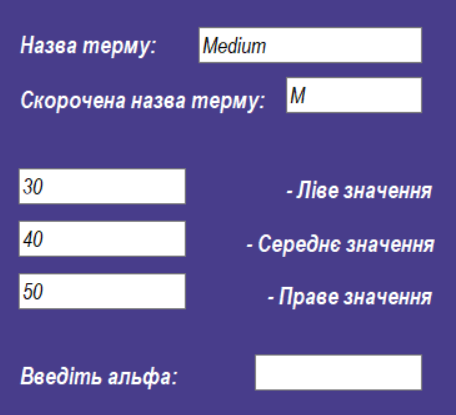 Назва терму: Medium
Скорочена назва терму: M
30 - Ліве значення
40 - Середнє значення
50 - Праве значення
Введіть альфа: